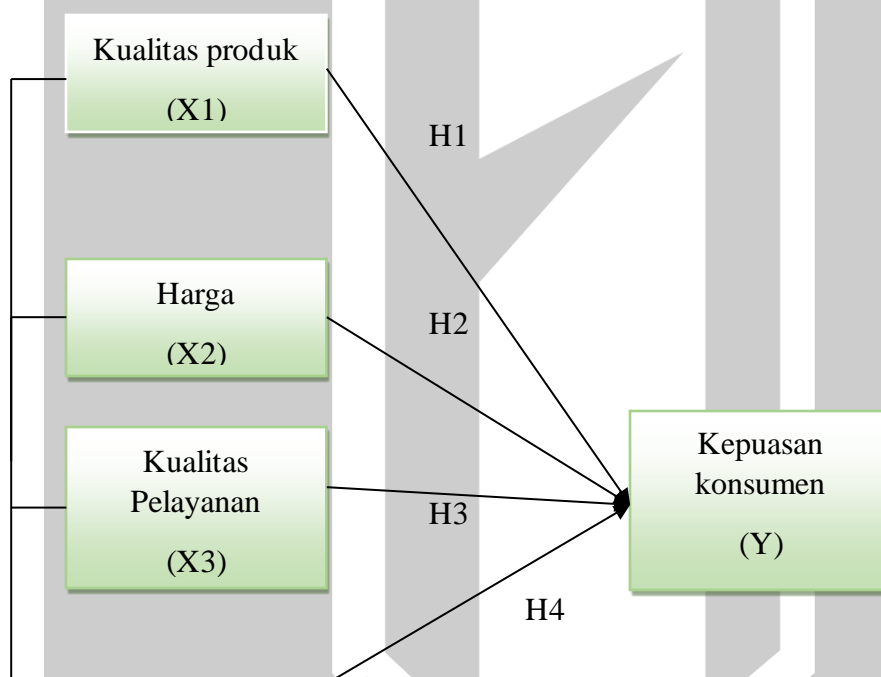 Kualitas produk
(X1)
H1
Harga
(X2)
H2
Kualitas
Pelayanan
(X3)
H3
Kepuasan
konsumen
(Y)
H4